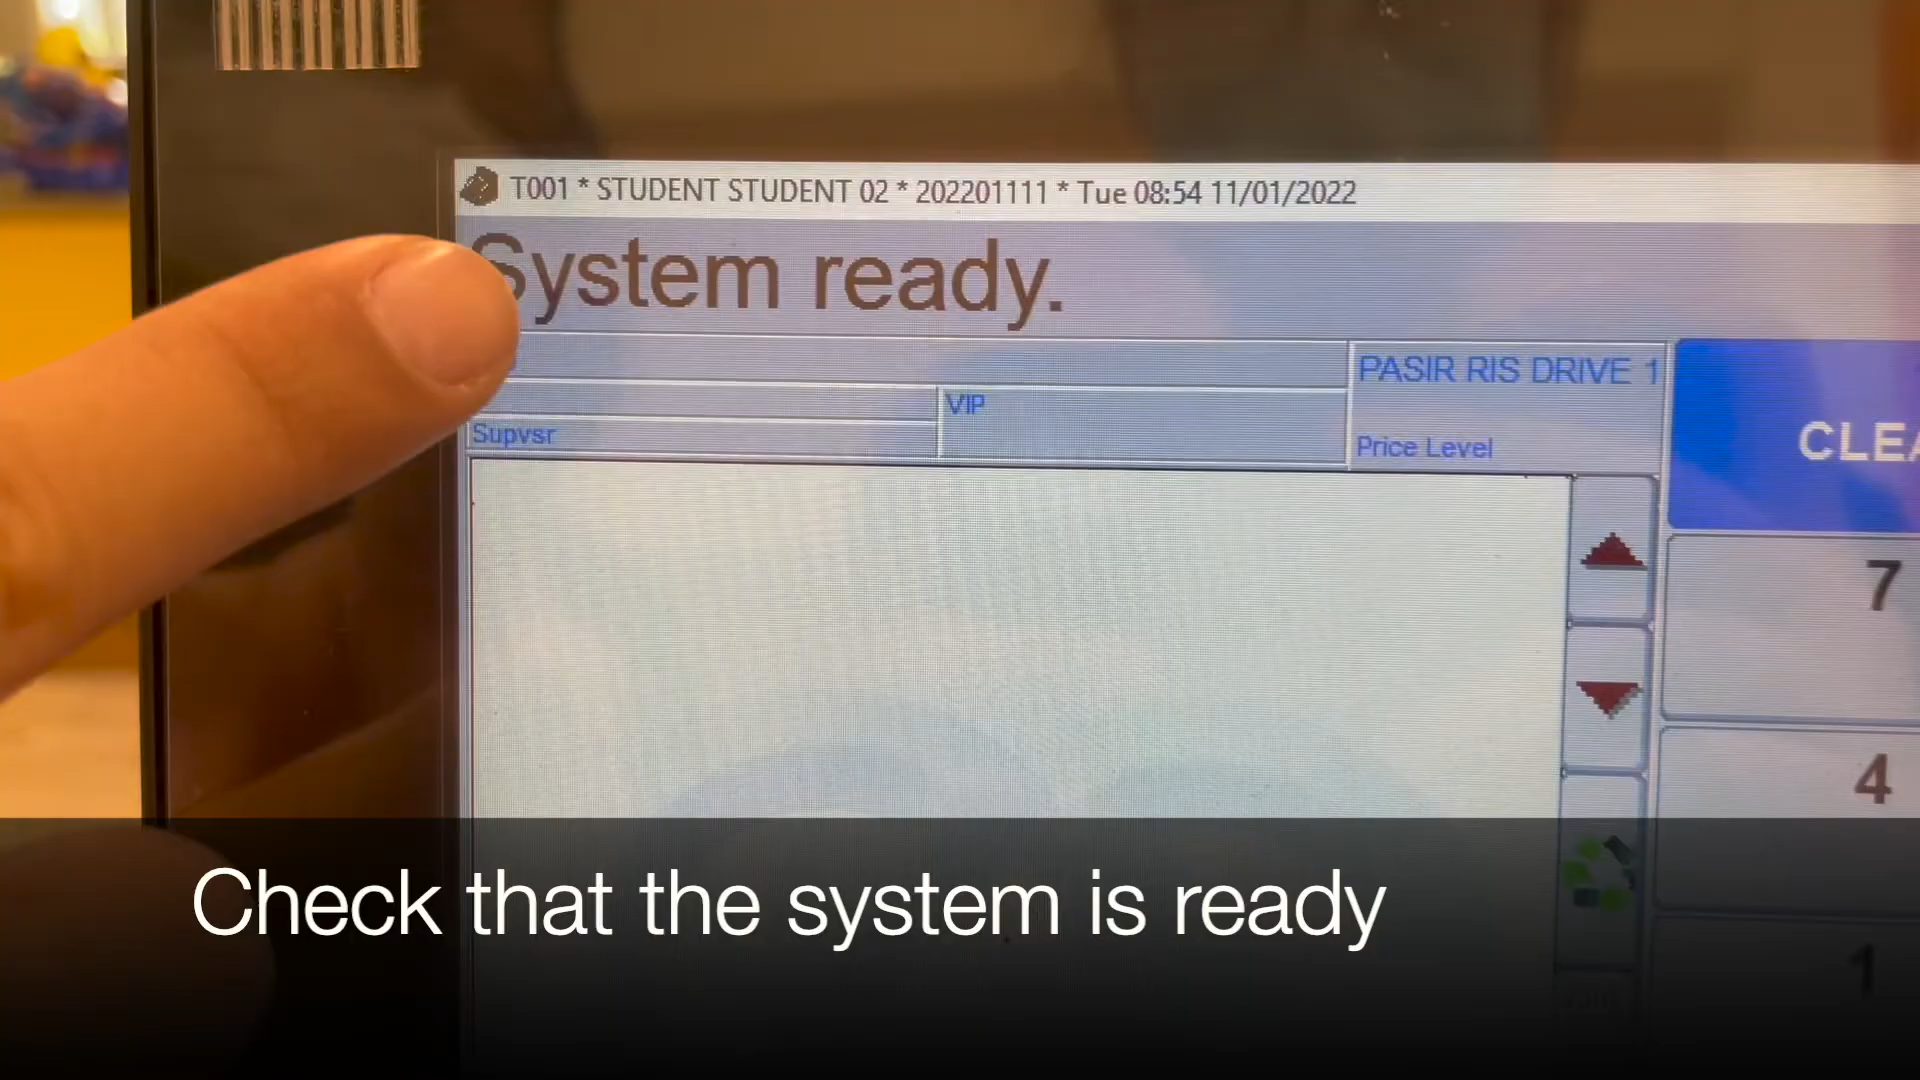 T001 * STUDENT STUDENT 02 * 202201111 * Tue 08:54 11/01/2022
System ready.
PASIR RIS DRIVE 1
VIP
Supvsr
Price Level
7
4
1
Check that the system is ready